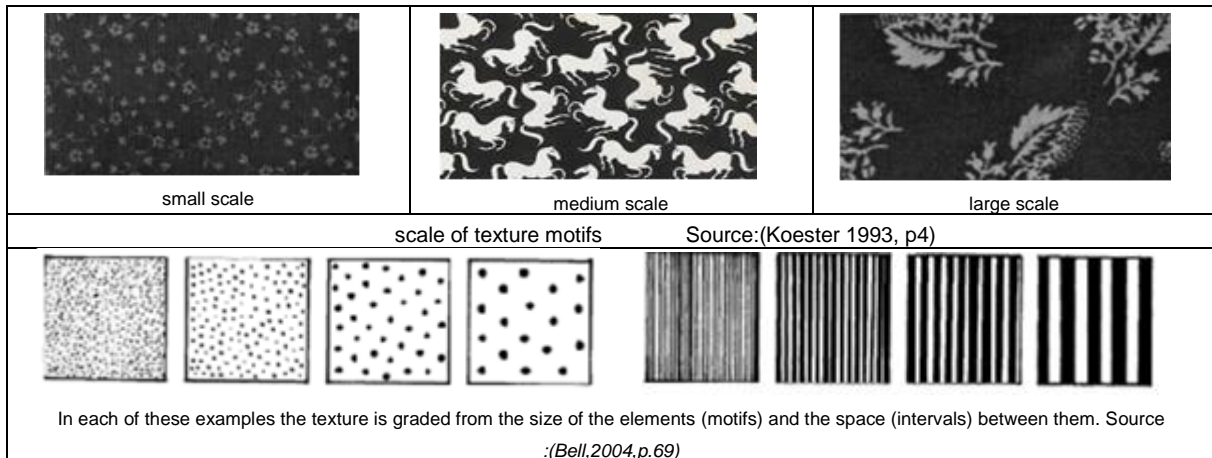 small scale
medium scale
large scale
scale of texture motifs Source:(Koester 1993, p4)
In each of these examples the texture is graded from the size of the elements (motifs) and the space (intervals) between them. Source
:(Bell,2004,p.69)